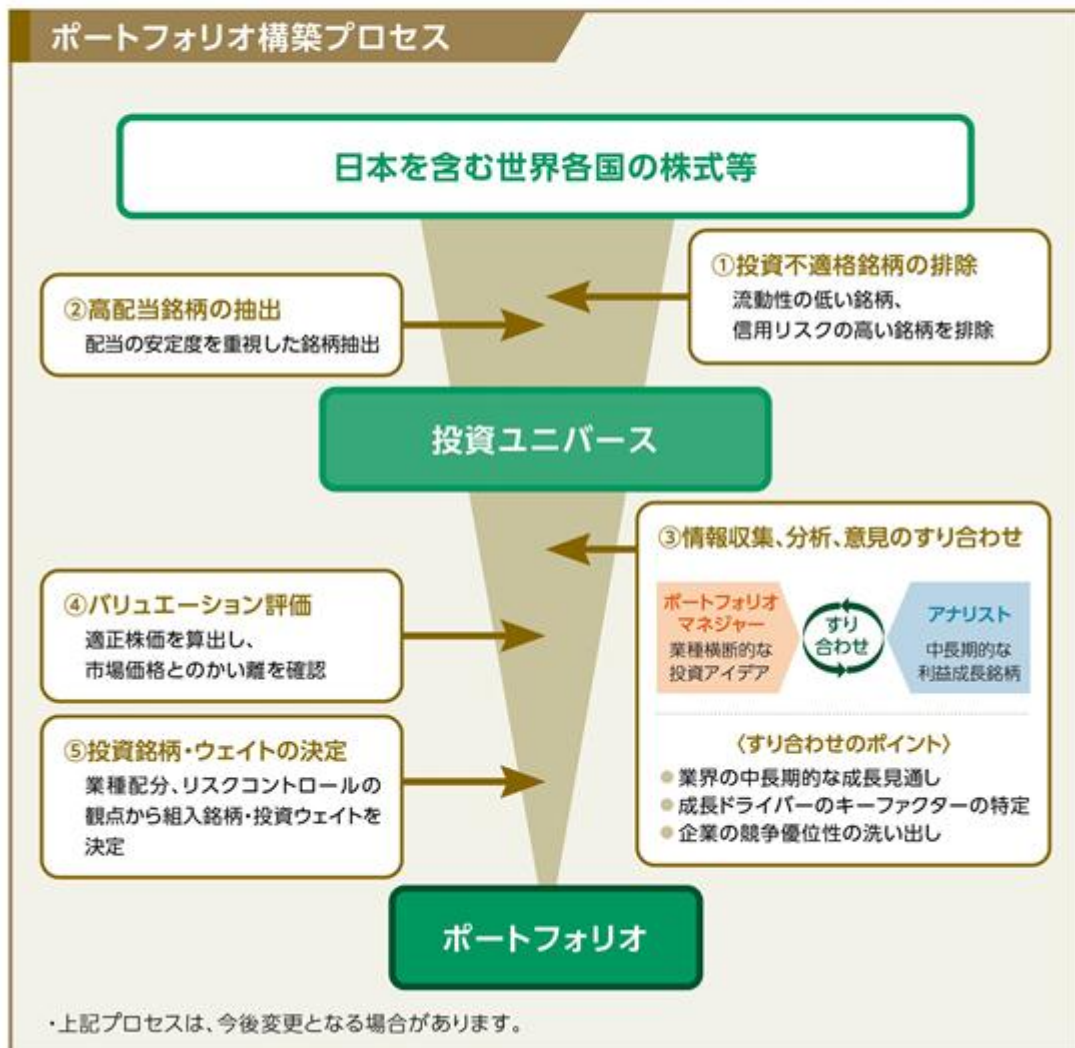 ポートフォリオ構築プロセス
日本を含む世界各国の株式等
①投資不適格銘柄の排除
流動性の低い銘柄、
信用リスクの高い銘柄を排除
②高配当銘柄の抽出
配当の安定度を重視した銘柄抽出
投資ユニバース
③情報収集、分析、意見のすり合わせ
ポートフォリオ
マネジャー
業種横断的な
投資アイデア
すり
合わせ
アナリスト
中長期的な
利益成長銘柄
〈すり合わせのポイント〉
●業界の中長期的な成長見通し
●成長ドライバーのキーファクターの特定
●企業の競争優位性の洗い出し
④バリュエーション評価
適正株価を算出し、
市場価格とのかい離を確認
⑤投資銘柄・ウェイトの決定
業種配分、リスクコントロールの
観点から組入銘柄・投資ウェイトを
決定
ポートフォリオ
・上記プロセスは、今後変更となる場合があります。